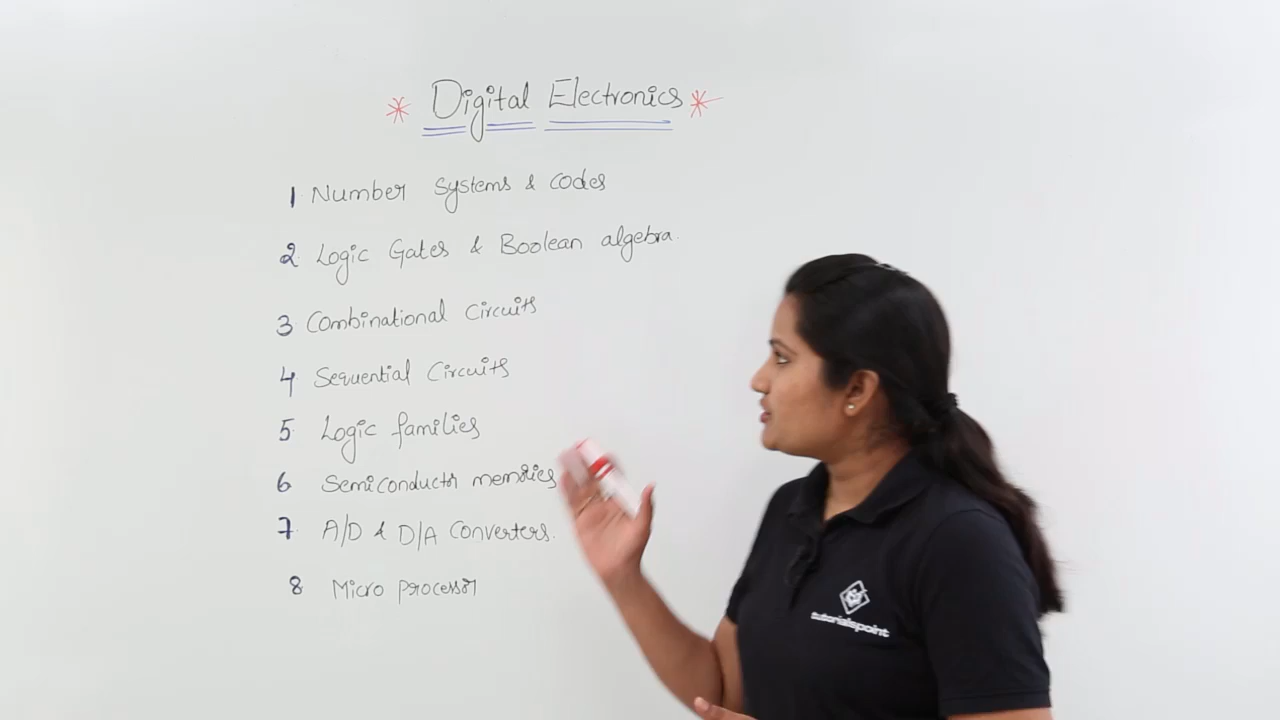 * Digital Electronics *
1. Number Systems & Codes
2. Logic Gates & Boolean algebra.
3. Combinational Circuits
4. Sequential Circuits
5. Logic families
6. Semiconductor memories
7. A/D & D/A Converters.
8. Micro processor
tutorialspoint